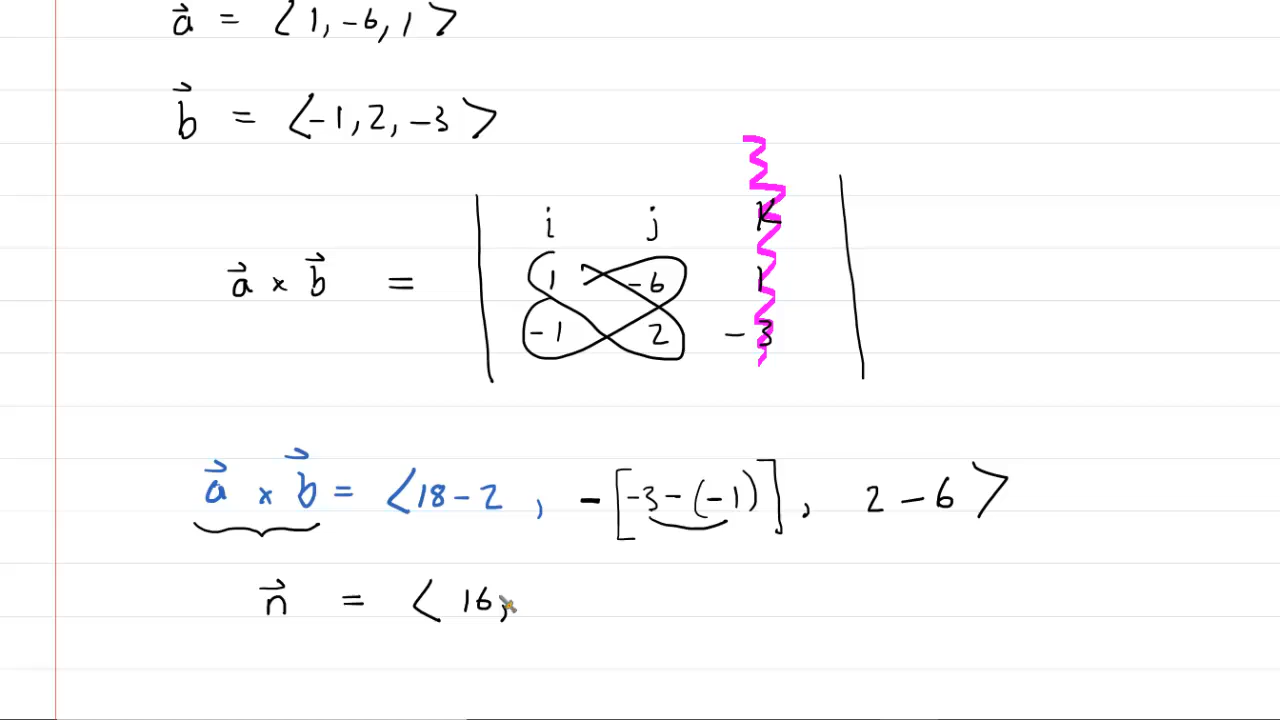 a⃗ = ⟨1, -6, 1⟩
b⃗ = ⟨-1, 2, -3⟩
i j k
a⃗ × b⃗ = | 1 -6 1 |
-1 2 -3
a⃗ × b⃗ = ⟨18 - 2, -[-3 - (-1)], 2 - 6⟩
n⃗ = ⟨16,